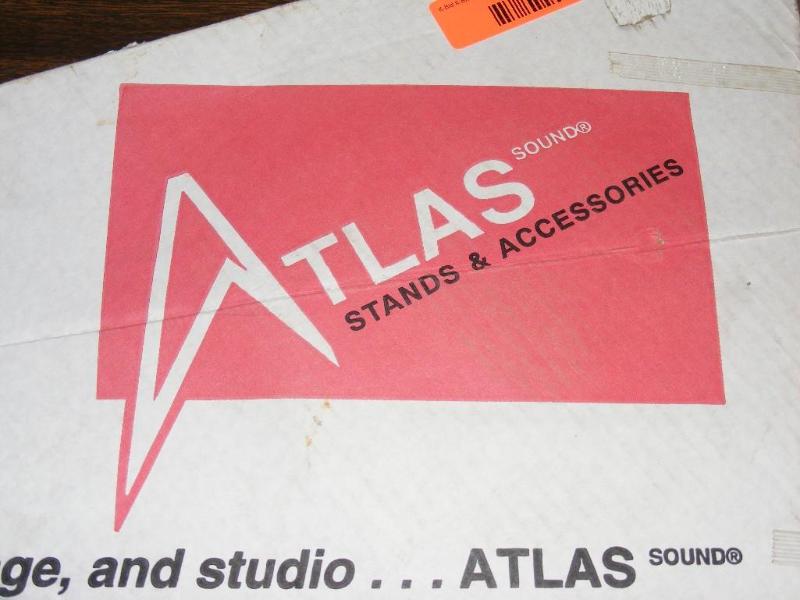 ATLAS SOUND®
STANDS & ACCESSORIES
ge, and studio . . . ATLAS SOUND®